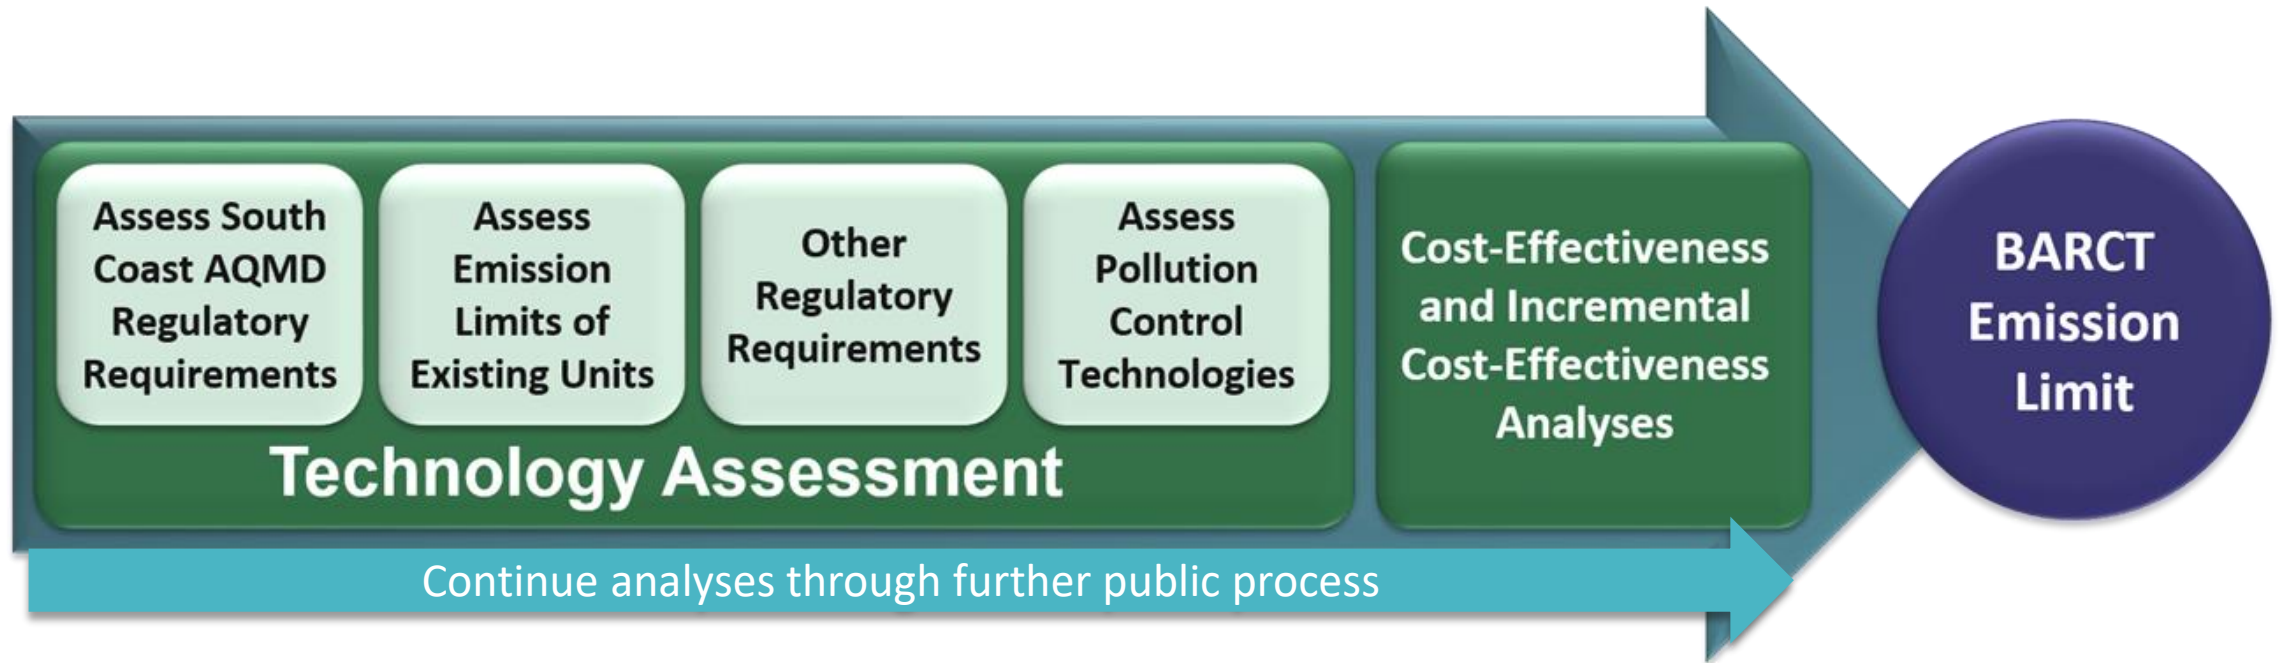 Assess South
Coast AQMD
Regulatory
Requirements
Assess
Emission
Limits of
Existing Units
Other
Regulatory
Requirements
Assess
Pollution
Control
Technologies
Technology Assessment
Cost-Effectiveness
and Incremental
Cost-Effectiveness
Analyses
BARCT
Emission
Limit
Continue analyses through further public process